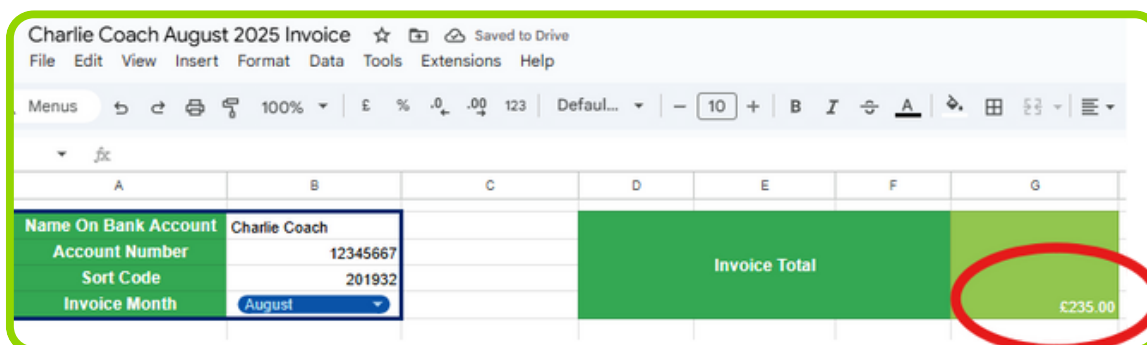 Charlie Coach August 2025 Invoice Saved to Drive
File Edit View Insert Format Data Tools Extensions Help
Menus 100% £ % .0 .00 123 Defaul... − 10 + B I S A
fx
A B C D E F G
Name On Bank Account Charlie Coach
Account Number 12345667
Sort Code 201932
Invoice Month August
Invoice Total
£235.00